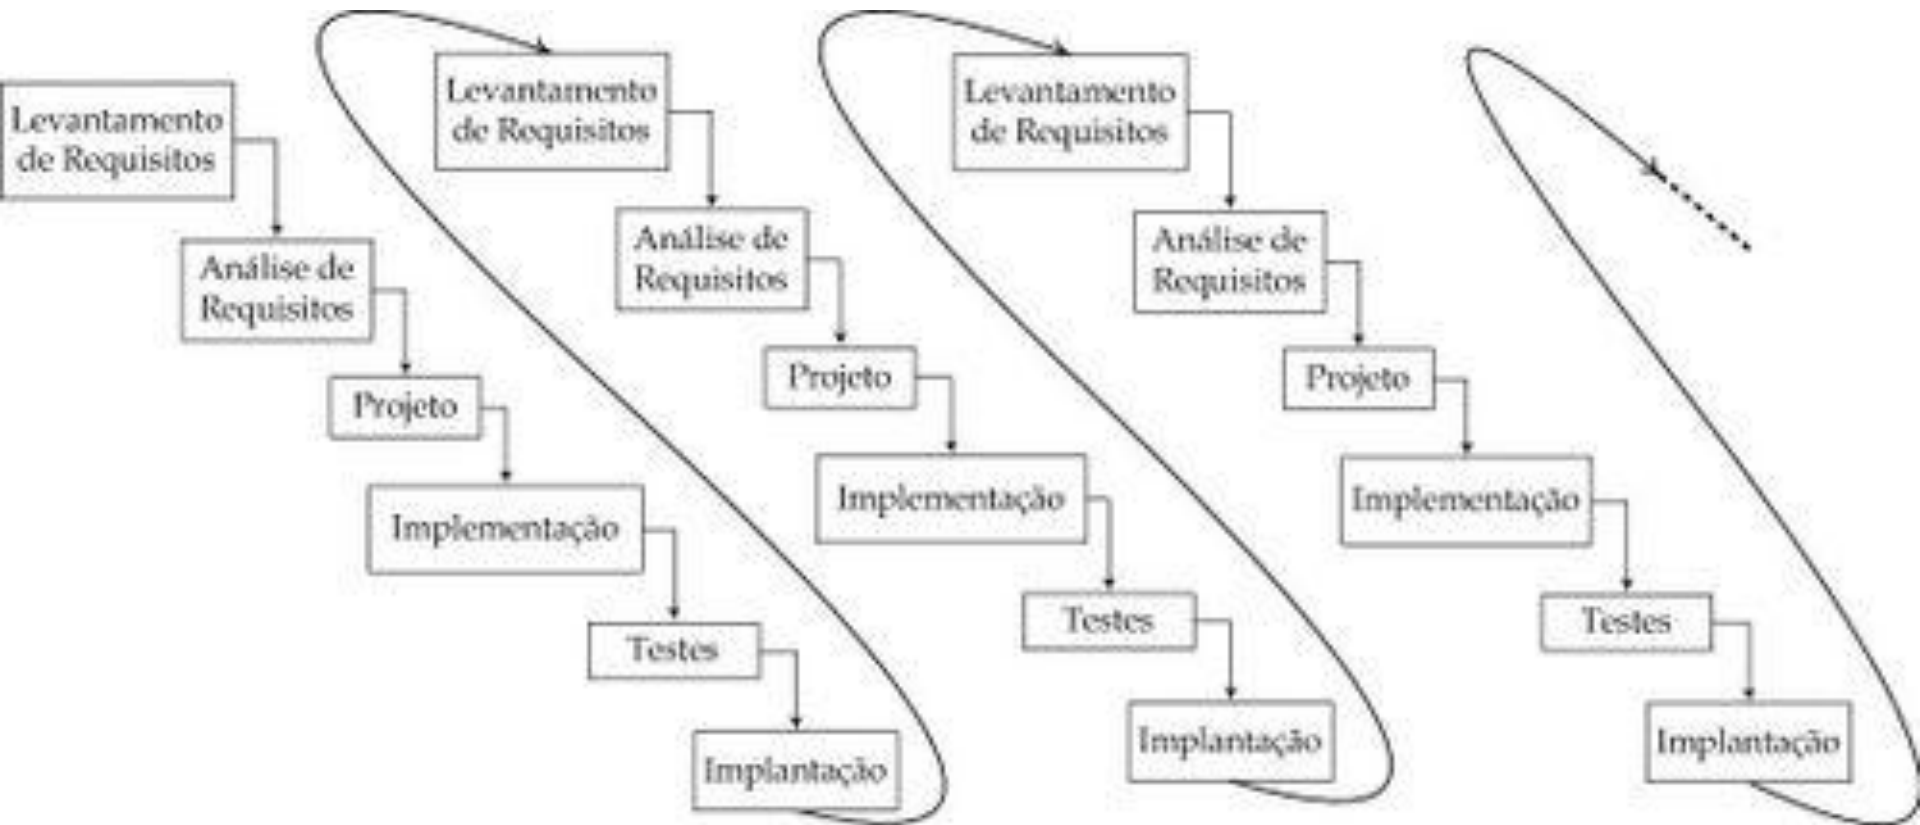 Levantamento
de Requisitos
Análise de
Requisitos
Projeto
Implementação
Testes
Implantação
Levantamento
de Requisitos
Análise de
Requisitos
Projeto
Implementação
Testes
Implantação
Levantamento
de Requisitos
Análise de
Requisitos
Projeto
Implementação
Testes
Implantação